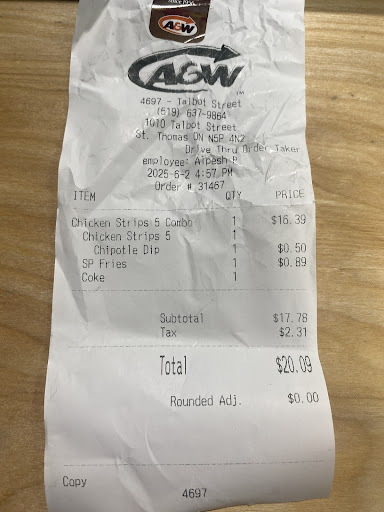 SINCE 1956
A&W
A&W
TM
4697 - Talbot Street
(519) 637-9864
1010 Talbot Street
St. Thomas ON N5P 4N2
Drive Thru Order Taker
employee: Alpesh P
2025-6-2 4:57 PM
Order # 31467
ITEM QTY PRICE
Chicken Strips 5 Combo 1 $16.39
Chicken Strips 5 1
Chipotle Dip 1 $0.50
SP Fries 1 $0.89
Coke 1
Subtotal $17.78
Tax $2.31
Total $20.09
Rounded Adj. $0.00
Copy
4697